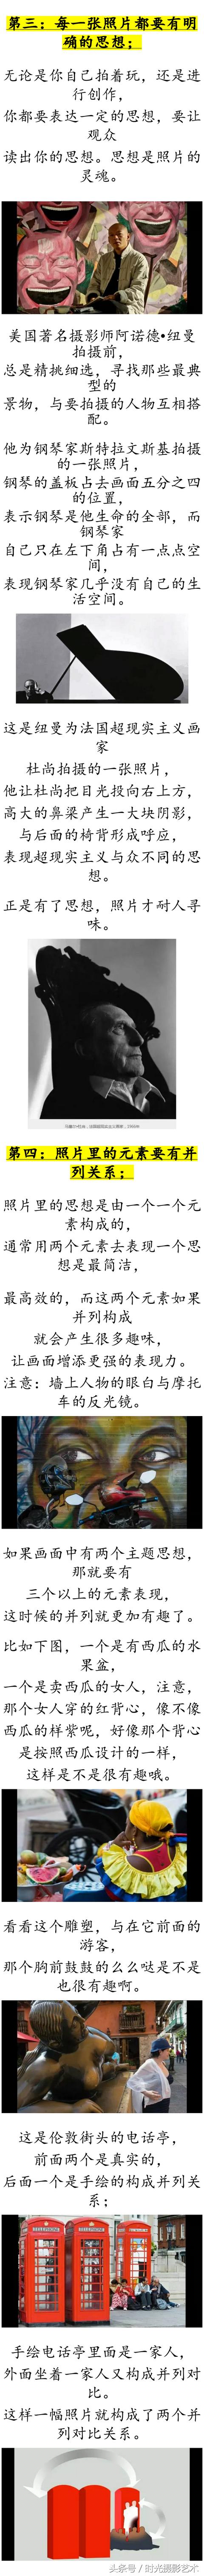 第三：每一张照片都要有明
确的思想；
无论是你自己拍着玩，还是进
行创作，
你都要表达一定的思想，要让
观众
读出你的思想。思想是照片的
灵魂。
美国著名摄影师阿诺德•纽曼
拍摄前，
总是精挑细选，寻找那些最典
型的
景物，与要拍摄的人物互相搭
配。
他为钢琴家斯特拉文斯基拍摄
的一张照片，
钢琴的盖板占去画面五分之四
的位置，
表示钢琴是他生命的全部，而
钢琴家
自己只在左下角占有一点点空
间，
表现钢琴家几乎没有自己的生
活空间。
这是纽曼为法国超现实主义画
家
杜尚拍摄的一张照片，
他让杜尚把目光投向右上方，
高大的鼻梁产生一大块阴影，
与后面的椅背形成呼应，
表现超现实主义与众不同的思
想。
正是有了思想，照片才耐人寻
味。
第四：照片里的元素要有并
列关系；
照片里的思想是由一个一个元
素构成的，
通常用两个元素去表现一个思
想是最简洁，
最高效的，而这两个元素如果
并列构成
就会产生很多趣味，
让画面增添更强的表现力。
注意：墙上人物的眼白与摩托
车的反光镜。
如果画面中有两个主题思想，
那就要有
三个以上的元素表现，
这时候的并列就更加有趣了。
比如下图，一个是有西瓜的水
果盆，
一个是卖西瓜的女人，注意，
那个女人穿的红背心，像不像
西瓜的样紫呢，好像那个背心
是按照西瓜设计的一样，
这样是不是很有趣哦。
看看这个雕塑，与在它前面的
游客，
那个胸前鼓鼓的么么哒是不是
也很有趣啊。
这是伦敦街头的电话亭，
前面两个是真实的，
后面一个是手绘的构成并列关
系；
TELEPHONE
TELEPHONE
手绘电话亭里面是一家人，
外面坐着一家人又构成并列对
比。
这样一幅照片就构成了两个并
列对比关系。
头条号 / 时光摄影艺术